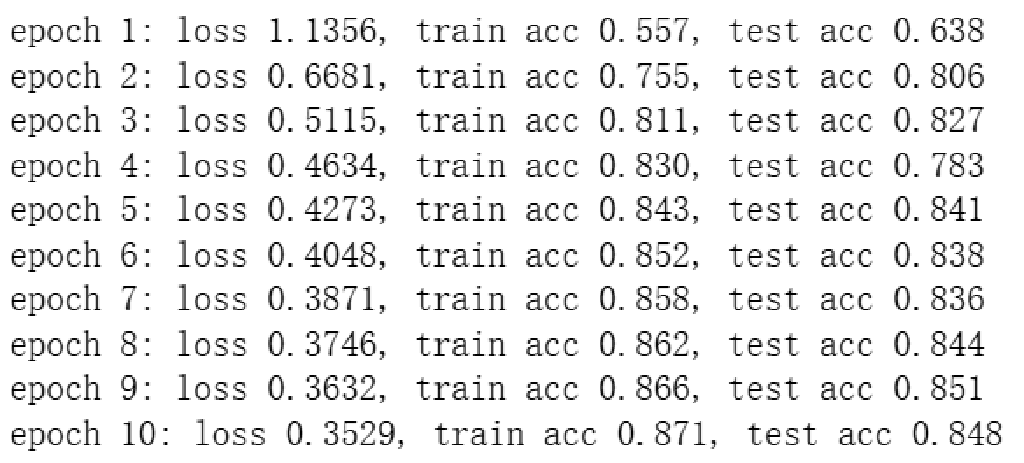 epoch 1: loss 1.1356, train acc 0.557, test acc 0.638
epoch 2: loss 0.6681, train acc 0.755, test acc 0.806
epoch 3: loss 0.5115, train acc 0.811, test acc 0.827
epoch 4: loss 0.4634, train acc 0.830, test acc 0.783
epoch 5: loss 0.4273, train acc 0.843, test acc 0.841
epoch 6: loss 0.4048, train acc 0.852, test acc 0.838
epoch 7: loss 0.3871, train acc 0.858, test acc 0.836
epoch 8: loss 0.3746, train acc 0.862, test acc 0.844
epoch 9: loss 0.3632, train acc 0.866, test acc 0.851
epoch 10: loss 0.3529, train acc 0.871, test acc 0.848